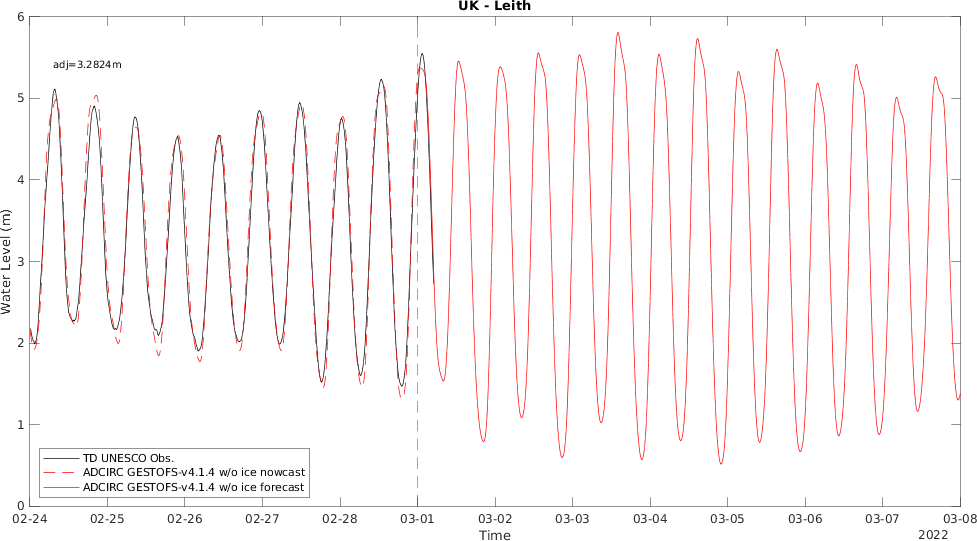 UK - Leith
adj=3.2824m
6
5
4
3
2
1
0
Water Level (m)
TD UNESCO Obs.
ADCIRC GESTOFS-v4.1.4 w/o ice nowcast
ADCIRC GESTOFS-v4.1.4 w/o ice forecast
02-24 02-25 02-26 02-27 02-28 03-01 03-02 03-03 03-04 03-05 03-06 03-07 03-08
Time
2022